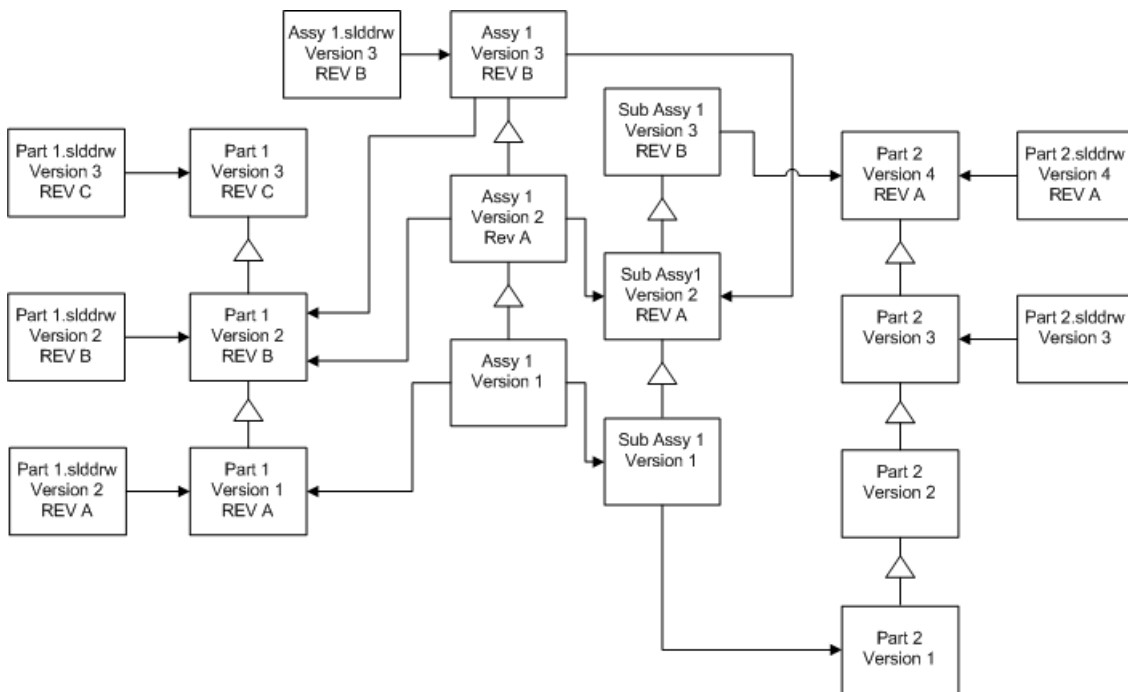 Assy 1.slddrw
Version 3
REV B
Assy 1
Version 3
REV B
Sub Assy 1
Version 3
REV B
Part 1.slddrw
Version 3
REV C
Part 1
Version 3
REV C
Part 2
Version 4
REV A
Part 2.slddrw
Version 4
REV A
Assy 1
Version 2
Rev A
Sub Assy1
Version 2
REV A
Part 1.slddrw
Version 2
REV B
Part 1
Version 2
REV B
Part 2
Version 3
Part 2.slddrw
Version 3
Assy 1
Version 1
Sub Assy 1
Version 1
Part 1.slddrw
Version 2
REV A
Part 1
Version 1
REV A
Part 2
Version 2
Part 2
Version 1